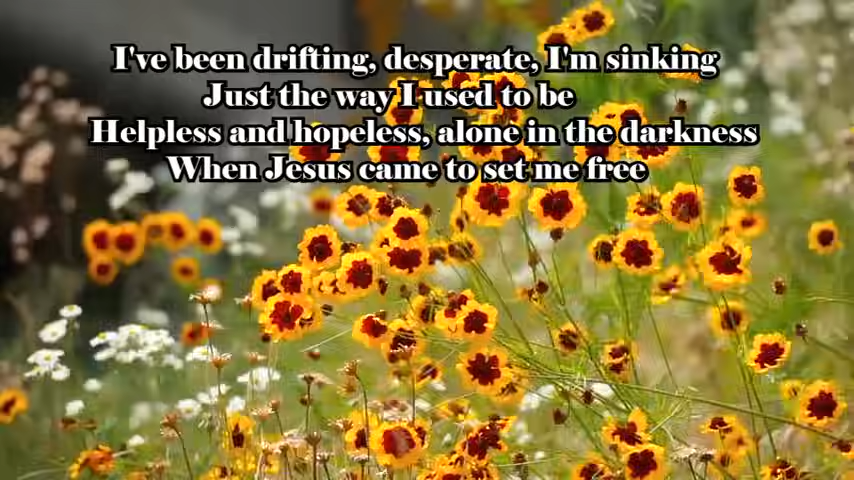 I've been drifting, desperate, I'm sinking
Just the way I used to be
Helpless and hopeless, alone in the darkness
When Jesus came to set me free